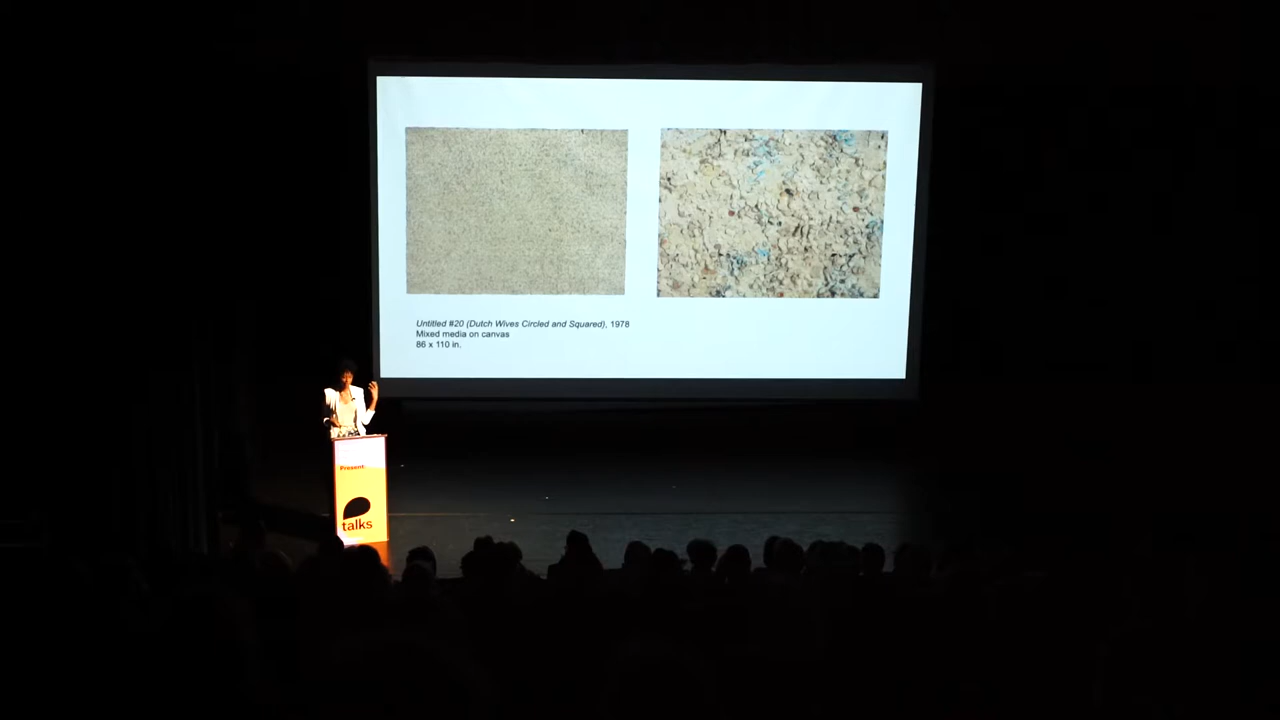 Untitled #20 (Dutch Wives Circled and Squared), 1978
Mixed media on canvas
86 x 110 in.
Present
talks